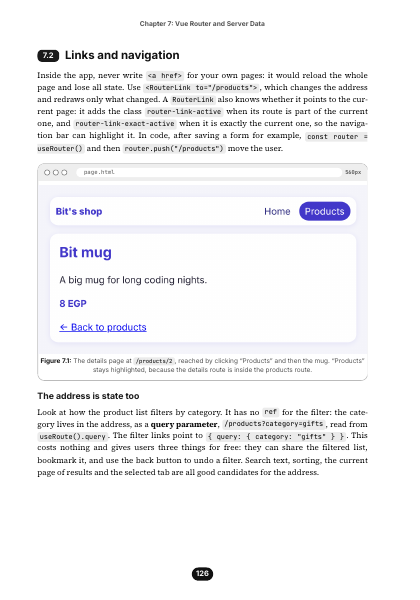 Chapter 7: Vue Router and Server Data
7.2 Links and navigation
Inside the app, never write <a href> for your own pages: it would reload the whole
page and lose all state. Use <RouterLink to="/products">, which changes the address
and redraws only what changed. A RouterLink also knows whether it points to the cur-
rent page: it adds the class router-link-active when its route is part of the current
one, and router-link-exact-active when it is exactly the current one, so the naviga-
tion bar can highlight it. In code, after saving a form for example, const router =
useRouter() and then router.push("/products") move the user.
page.html 560px
Bit's shop Home Products
Bit mug
A big mug for long coding nights.
8 EGP
← Back to products
Figure 7.1: The details page at /products/2, reached by clicking "Products" and then the mug. "Products"
stays highlighted, because the details route is inside the products route.
The address is state too
Look at how the product list filters by category. It has no ref for the filter: the cate-
gory lives in the address, as a query parameter, /products?category=gifts, read from
useRoute().query. The filter links point to { query: { category: "gifts" } }. This
costs nothing and gives users three things for free: they can share the filtered list,
bookmark it, and use the back button to undo a filter. Search text, sorting, the current
page of results and the selected tab are all good candidates for the address.
126